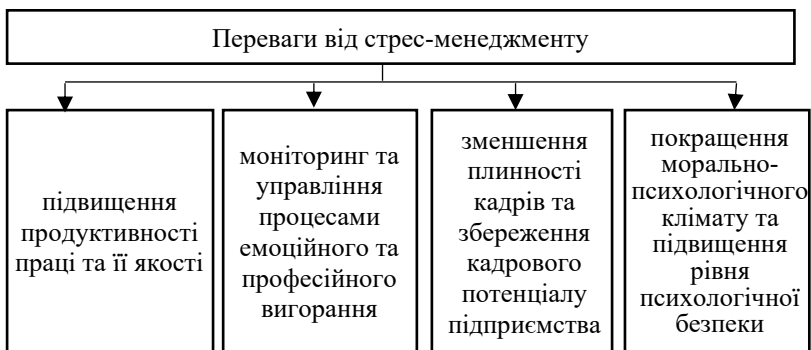 Переваги від стрес-менеджменту
підвищення
продуктивності
праці та її якості
моніторинг та
управління
процесами
емоційного та
професійного
вигорання
зменшення
плинності
кадрів та
збереження
кадрового
потенціалу
підприємства
покращення
морально-
психологічного
клімату та
підвищення
рівня
психологічної
безпеки